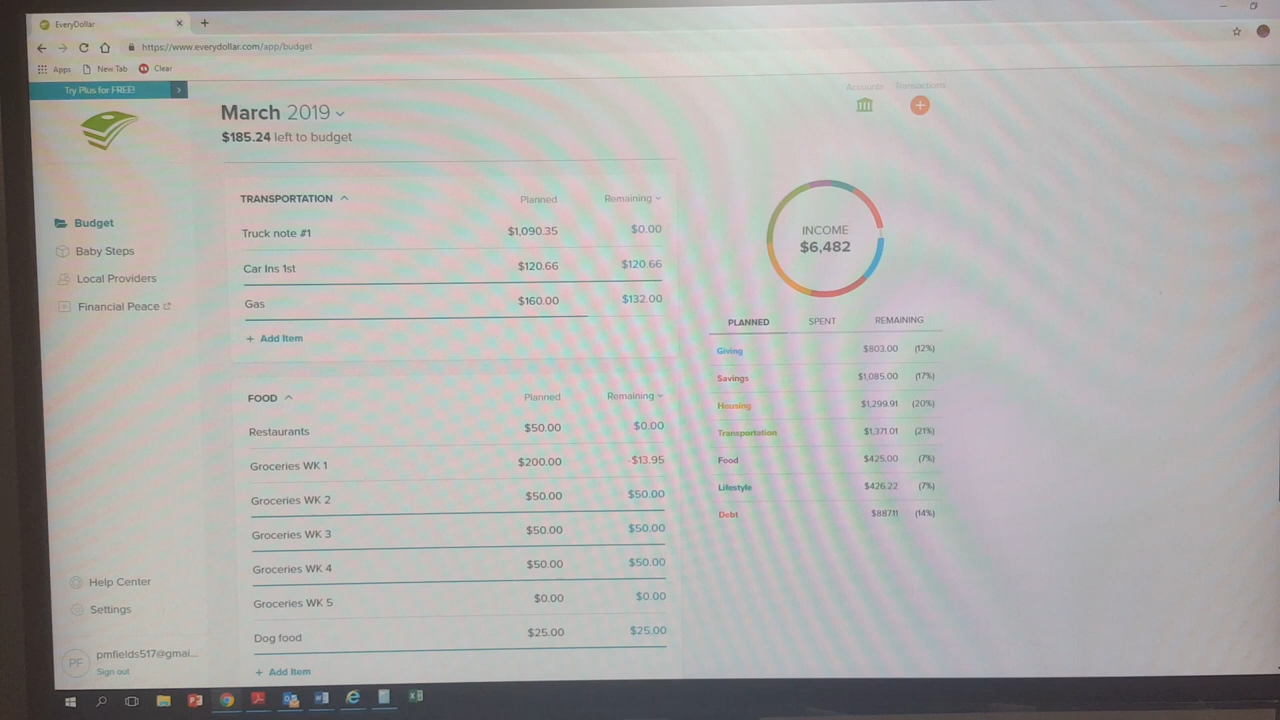 EveryDollar
https://www.everydollar.com/app/budget
Apps New Tab Clear
Try Plus for FREE!
March 2019
$185.24 left to budget
Accounts Transactions
Budget
Baby Steps
Local Providers
Financial Peace
Help Center
Settings
PF
pmfields517@gmai...
Sign out
TRANSPORTATION Planned Remaining
Truck note #1 $1,090.35 $0.00
Car Ins 1st $120.66 $120.66
Gas $160.00 $132.00
+ Add Item
FOOD Planned Remaining
Restaurants $50.00 $0.00
Groceries WK 1 $200.00 -$13.95
Groceries WK 2 $50.00 $50.00
Groceries WK 3 $50.00 $50.00
Groceries WK 4 $50.00 $50.00
Groceries WK 5 $0.00 $0.00
Dog food $25.00 $25.00
+ Add Item
INCOME
$6,482
PLANNED SPENT REMAINING
Giving $803.00 (12%)
Savings $1,085.00 (17%)
Housing $1,299.91 (20%)
Transportation $1,371.01 (21%)
Food $425.00 (7%)
Lifestyle $426.22 (7%)
Debt $887.11 (14%)